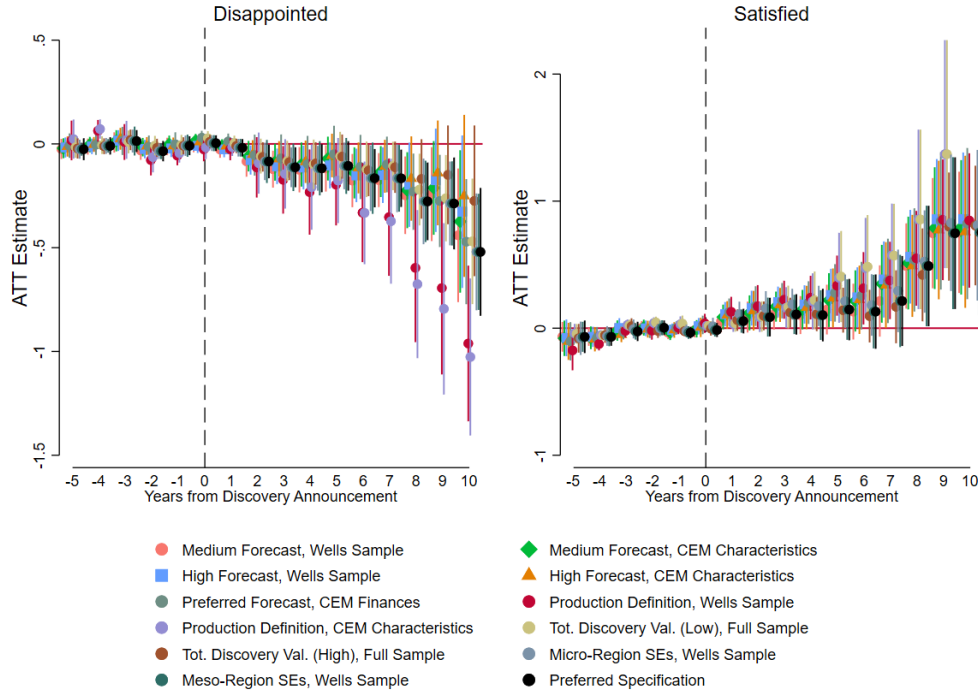 Disappointed
Satisfied
ATT Estimate
.5
0
-.5
-1
-1.5
-5 -4 -3 -2 -1 0 1 2 3 4 5 6 7 8 9 10
Years from Discovery Announcement
ATT Estimate
2
1
0
-1
-5 -4 -3 -2 -1 0 1 2 3 4 5 6 7 8 9 10
Years from Discovery Announcement
Medium Forecast, Wells Sample
Medium Forecast, CEM Characteristics
High Forecast, Wells Sample
High Forecast, CEM Characteristics
Preferred Forecast, CEM Finances
Production Definition, Wells Sample
Production Definition, CEM Characteristics
Tot. Discovery Val. (Low), Full Sample
Tot. Discovery Val. (High), Full Sample
Micro-Region SEs, Wells Sample
Meso-Region SEs, Wells Sample
Preferred Specification